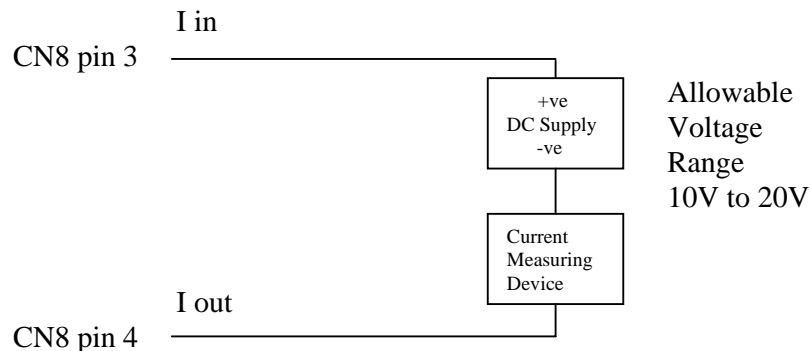 I in
CN8 pin 3
+ve
DC Supply
-ve
Allowable
Voltage
Range
10V to 20V
Current
Measuring
Device
I out
CN8 pin 4